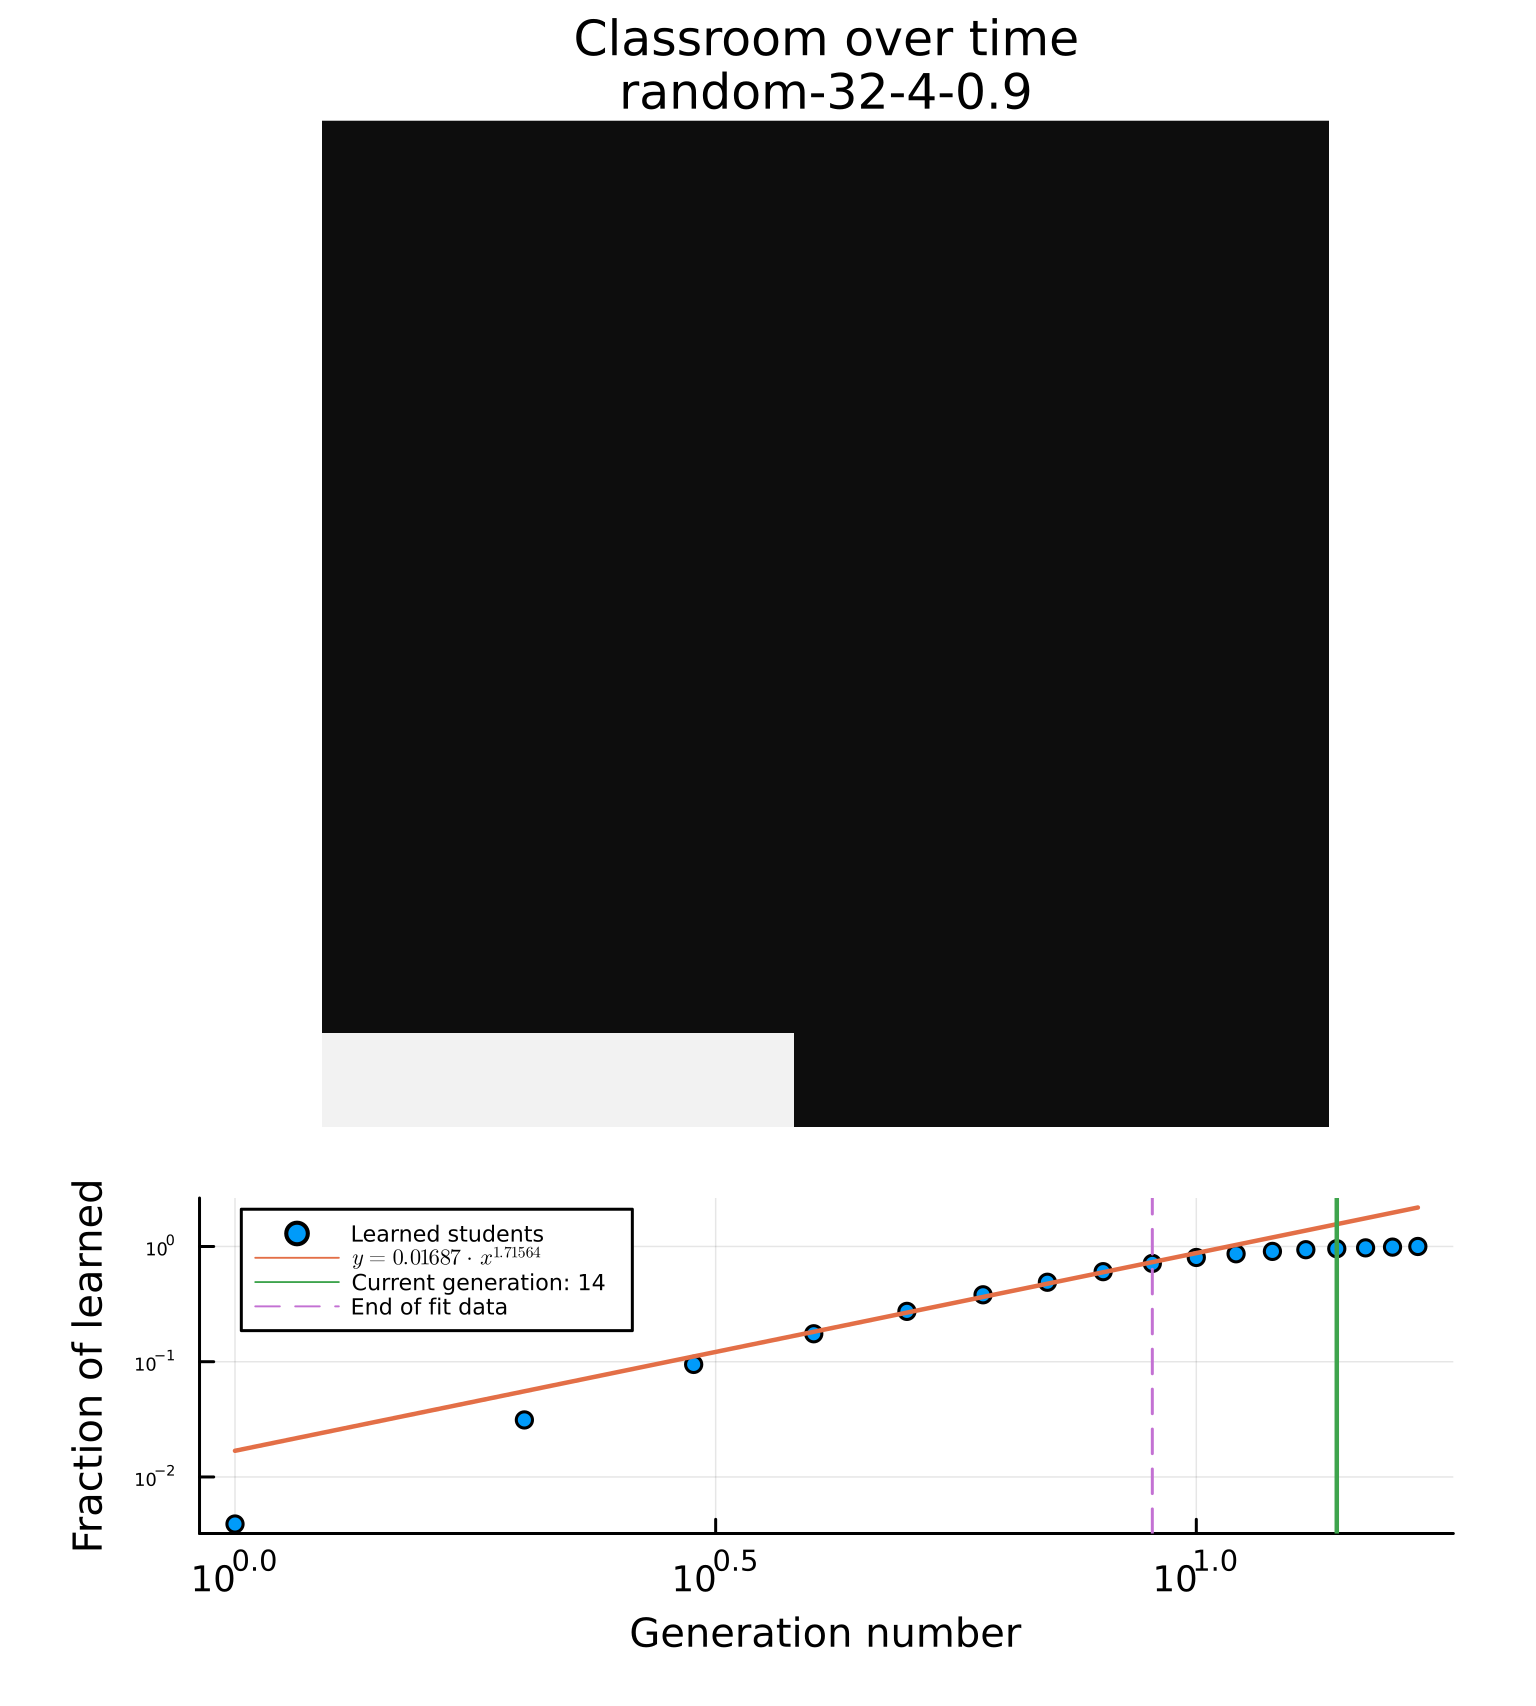 Classroom over time
random-32-4-0.9
Fraction of learned
10^0
10^-1
10^-2
Learned students
y = 0.01687 · x^1.71564
Current generation: 14
End of fit data
10^0.0
10^0.5
10^1.0
Generation number